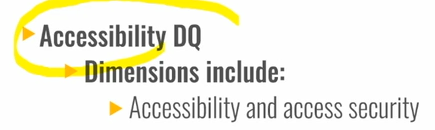 Accessibility DQ
Dimensions include:
Accessibility and access security